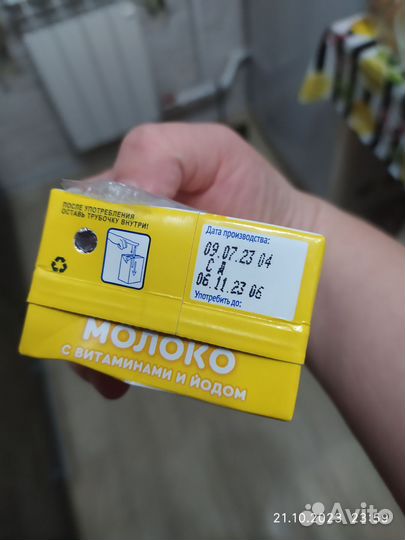 ПОСЛЕ УПОТРЕБЛЕНИЯ
ОСТАВЬ ТРУБОЧКУ ВНУТРИ!
Дата производства:
09.07.23 04
С Д
06.11.23 06
Употребить до:
МОЛОКО
С ВИТАМИНАМИ И ЙОДОМ
21.10.2023 23:59
Avito